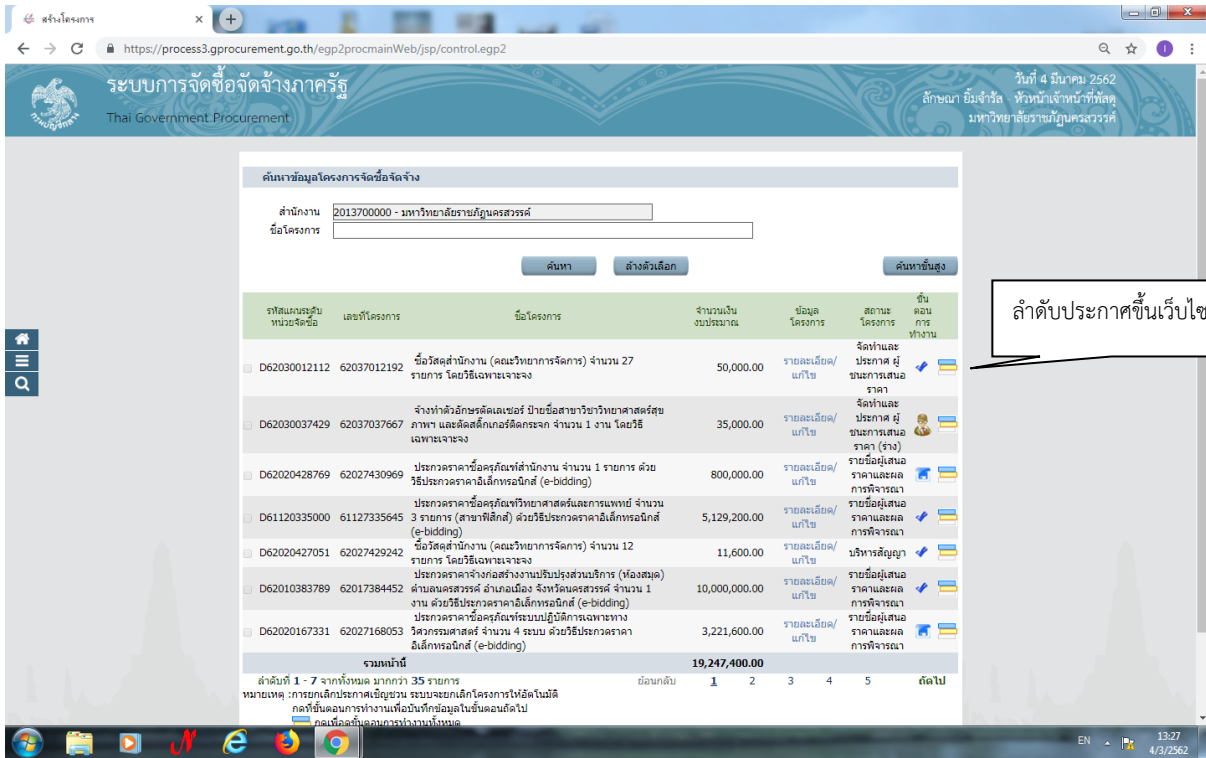 สร้างโครงการ
https://process3.gprocurement.go.th/egp2procmainWeb/jsp/control.egp2
ระบบการจัดซื้อจัดจ้างภาครัฐ
Thai Government Procurement
วันที่ 4 มีนาคม 2562
ลักษณา ยิ้มจำรัส หัวหน้าเจ้าหน้าที่พัสดุ
มหาวิทยาลัยราชภัฏนครสวรรค์
ค้นหาข้อมูลโครงการจัดซื้อจัดจ้าง
สำนักงาน 2013700000 - มหาวิทยาลัยราชภัฏนครสวรรค์
ชื่อโครงการ
ค้นหา ล้างตัวเลือก ค้นหาขั้นสูง
ลำดับประกาศขึ้นเว็บไซ
รหัสแผนระดับ
หน่วยจัดซื้อ
เลขที่โครงการ
ชื่อโครงการ
จำนวนเงิน
งบประมาณ
ข้อมูล
โครงการ
สถานะ
โครงการ
ขั้น
ตอน
การ
ทำงาน
D62030012112 62037012192
ซื้อวัสดุสำนักงาน (คณะวิทยาการจัดการ) จำนวน 27
รายการ โดยวิธีเฉพาะเจาะจง
50,000.00
รายละเอียด/
แก้ไข
จัดทำและ
ประกาศ ผู้
ชนะการเสนอ
ราคา
D62030037429 62037037667
จ้างทำตัวอักษรตัดเลเซอร์ ป้ายชื่อสาขาวิชาวิทยาศาสตร์สุข
ภาพฯ และตัดสติ๊กเกอร์ติดกระจก จำนวน 1 งาน โดยวิธี
เฉพาะเจาะจง
35,000.00
รายละเอียด/
แก้ไข
จัดทำและ
ประกาศ ผู้
ชนะการเสนอ
ราคา (ร่าง)
D62020428769 62027430969
ประกวดราคาซื้อครุภัณฑ์สำนักงาน จำนวน 1 รายการ ด้วย
วิธีประกวดราคาอิเล็กทรอนิกส์ (e-bidding)
800,000.00
รายละเอียด/
แก้ไข
รายชื่อผู้เสนอ
ราคาและผล
การพิจารณา
D61120335000 61127335645
ประกวดราคาซื้อครุภัณฑ์วิทยาศาสตร์และการแพทย์ จำนวน
3 รายการ (สาขาฟิสิกส์) ด้วยวิธีประกวดราคาอิเล็กทรอนิกส์
(e-bidding)
5,129,200.00
รายละเอียด/
แก้ไข
รายชื่อผู้เสนอ
ราคาและผล
การพิจารณา
D62020427051 62027429242
ซื้อวัสดุสำนักงาน (คณะวิทยาการจัดการ) จำนวน 12
รายการ โดยวิธีเฉพาะเจาะจง
11,600.00
รายละเอียด/
แก้ไข
บริหารสัญญา
D62010383789 62017384452
ประกวดราคาจ้างก่อสร้างงานปรับปรุงส่วนบริการ (ห้องสมุด)
ตำบลนครสวรรค์ อำเภอเมือง จังหวัดนครสวรรค์ จำนวน 1
งาน ด้วยวิธีประกวดราคาอิเล็กทรอนิกส์ (e-bidding)
10,000,000.00
รายละเอียด/
แก้ไข
รายชื่อผู้เสนอ
ราคาและผล
การพิจารณา
D62020167331 62027168053
ประกวดราคาซื้อครุภัณฑ์ระบบปฏิบัติการเฉพาะทาง
วิศวกรรมศาสตร์ จำนวน 4 ระบบ ด้วยวิธีประกวดราคา
อิเล็กทรอนิกส์ (e-bidding)
3,221,600.00
รายละเอียด/
แก้ไข
รายชื่อผู้เสนอ
ราคาและผล
การพิจารณา
รวมหน้านี้ 19,247,400.00
ลำดับที่ 1 - 7 จากทั้งหมด มากกว่า 35 รายการ ย้อนกลับ 1 2 3 4 5 ถัดไป
หมายเหตุ :การยกเลิกประกาศเชิญชวน ระบบจะยกเลิกโครงการให้อัตโนมัติ
กดที่ขั้นตอนการทำงานเพื่อบันทึกข้อมูลในขั้นตอนถัดไป
กดเพื่อดูขั้นตอนการทำงานทั้งหมด
EN
13:27
4/3/2562